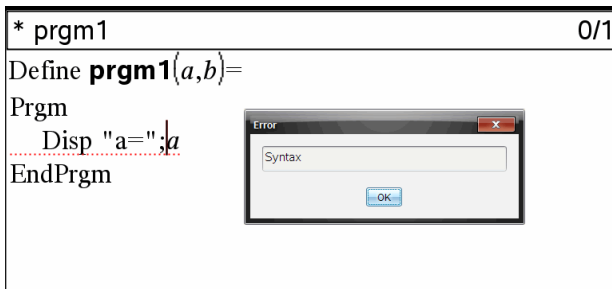 * prgm1 0/1
Define prgm1(a,b)=
Prgm
Disp "a=";a
EndPrgm
Error
x
Syntax
OK